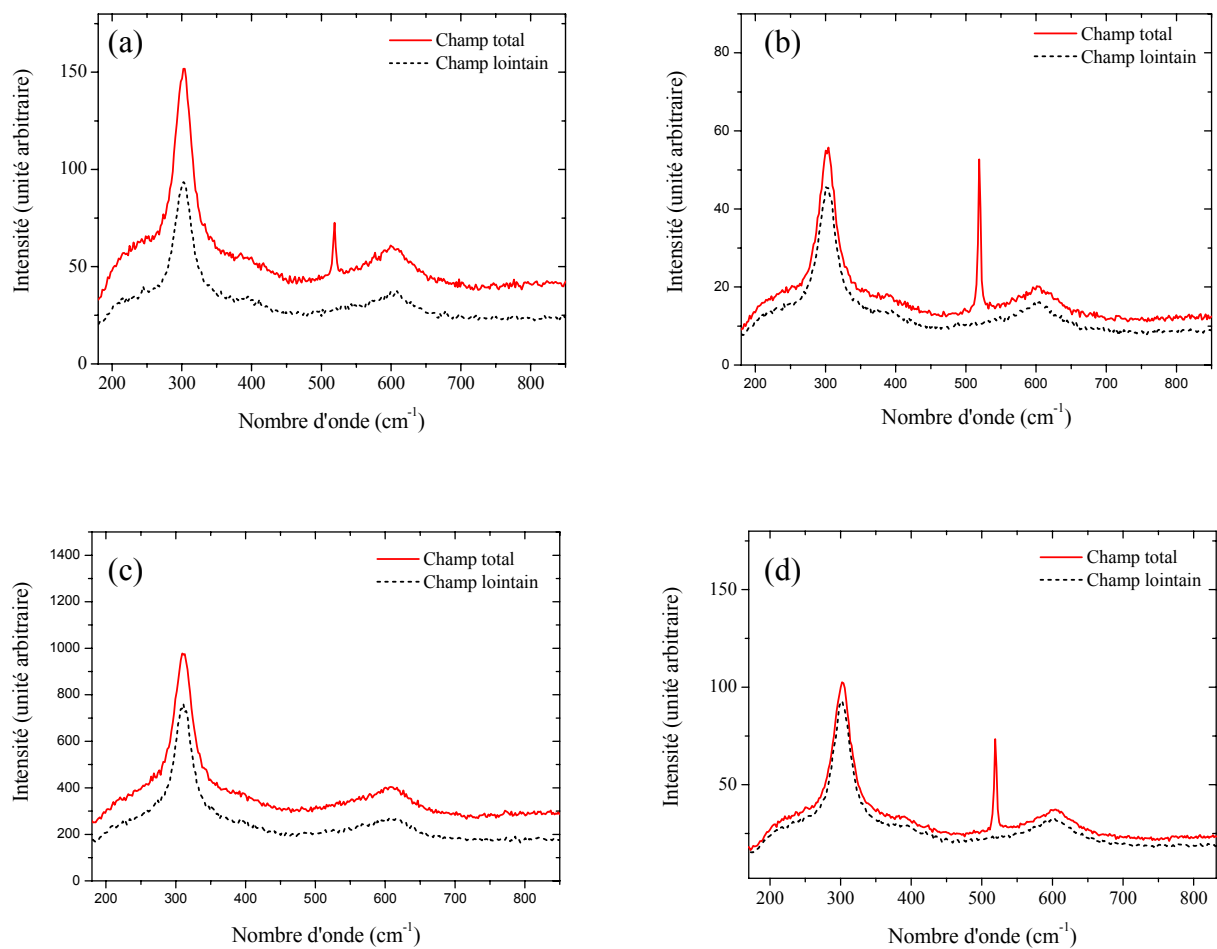 (a)
Champ total
Champ lointain
150
100
50
0
200 300 400 500 600 700 800
Intensité (unité arbitraire)
Nombre d'onde (cm-1)
(b)
Champ total
Champ lointain
80
60
40
20
0
200 300 400 500 600 700 800
Intensité (unité arbitraire)
Nombre d'onde (cm-1)
(c)
Champ total
Champ lointain
1400
1200
1000
800
600
400
200
0
200 300 400 500 600 700 800
Intensité (unité arbitraire)
Nombre d'onde (cm-1)
(d)
Champ total
Champ lointain
150
100
50
200 300 400 500 600 700 800
Intensité (unité arbitraire)
Nombre d'onde (cm-1)